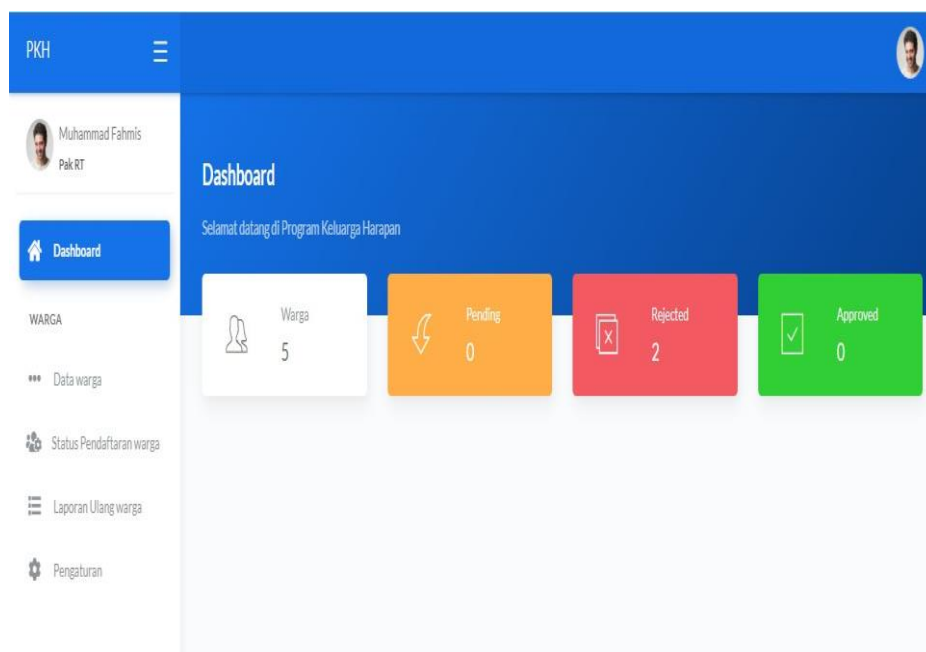 PKH
Muhammad Fahmis
Pak RT
Dashboard
WARGA
Data warga
Status Pendaftaran warga
Laporan Ulang warga
Pengaturan
Dashboard
Selamat datang di Program Keluarga Harapan
Warga
5
Pending
0
Rejected
2
Approved
0